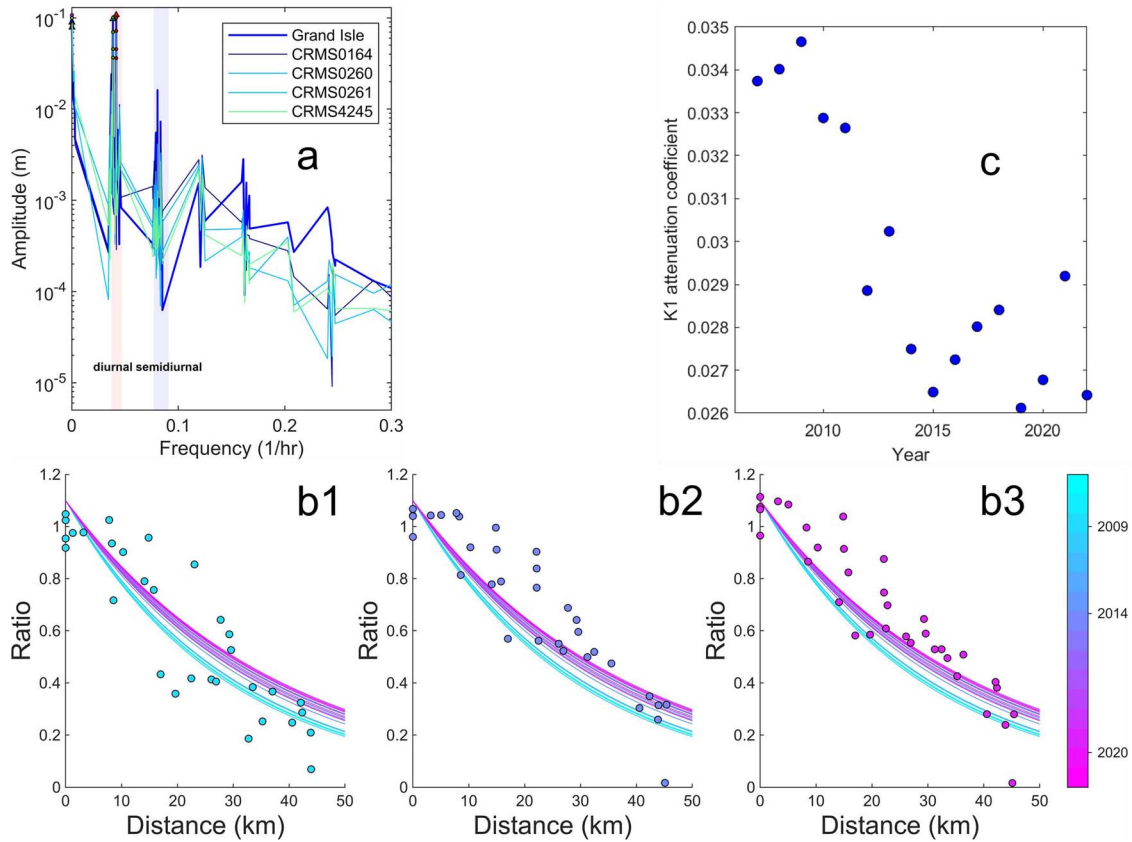 10^-1
10^-2
10^-3
10^-4
10^-5
Amplitude (m)
Grand Isle
CRMS0164
CRMS0260
CRMS0261
CRMS4245
a
diurnal semidiurnal
0 0.1 0.2 0.3
Frequency (1/hr)
0.035
0.034
0.033
0.032
0.031
0.03
0.029
0.028
0.027
0.026
K1 attenuation coefficient
c
2010 2015 2020
Year
1.2
1
0.8
0.6
0.4
0.2
0
Ratio
b1
0 10 20 30 40 50
Distance (km)
1.2
1
0.8
0.6
0.4
0.2
0
Ratio
b2
0 10 20 30 40 50
Distance (km)
1.2
1
0.8
0.6
0.4
0.2
0
Ratio
b3
0 10 20 30 40 50
Distance (km)
2009
2014
2020